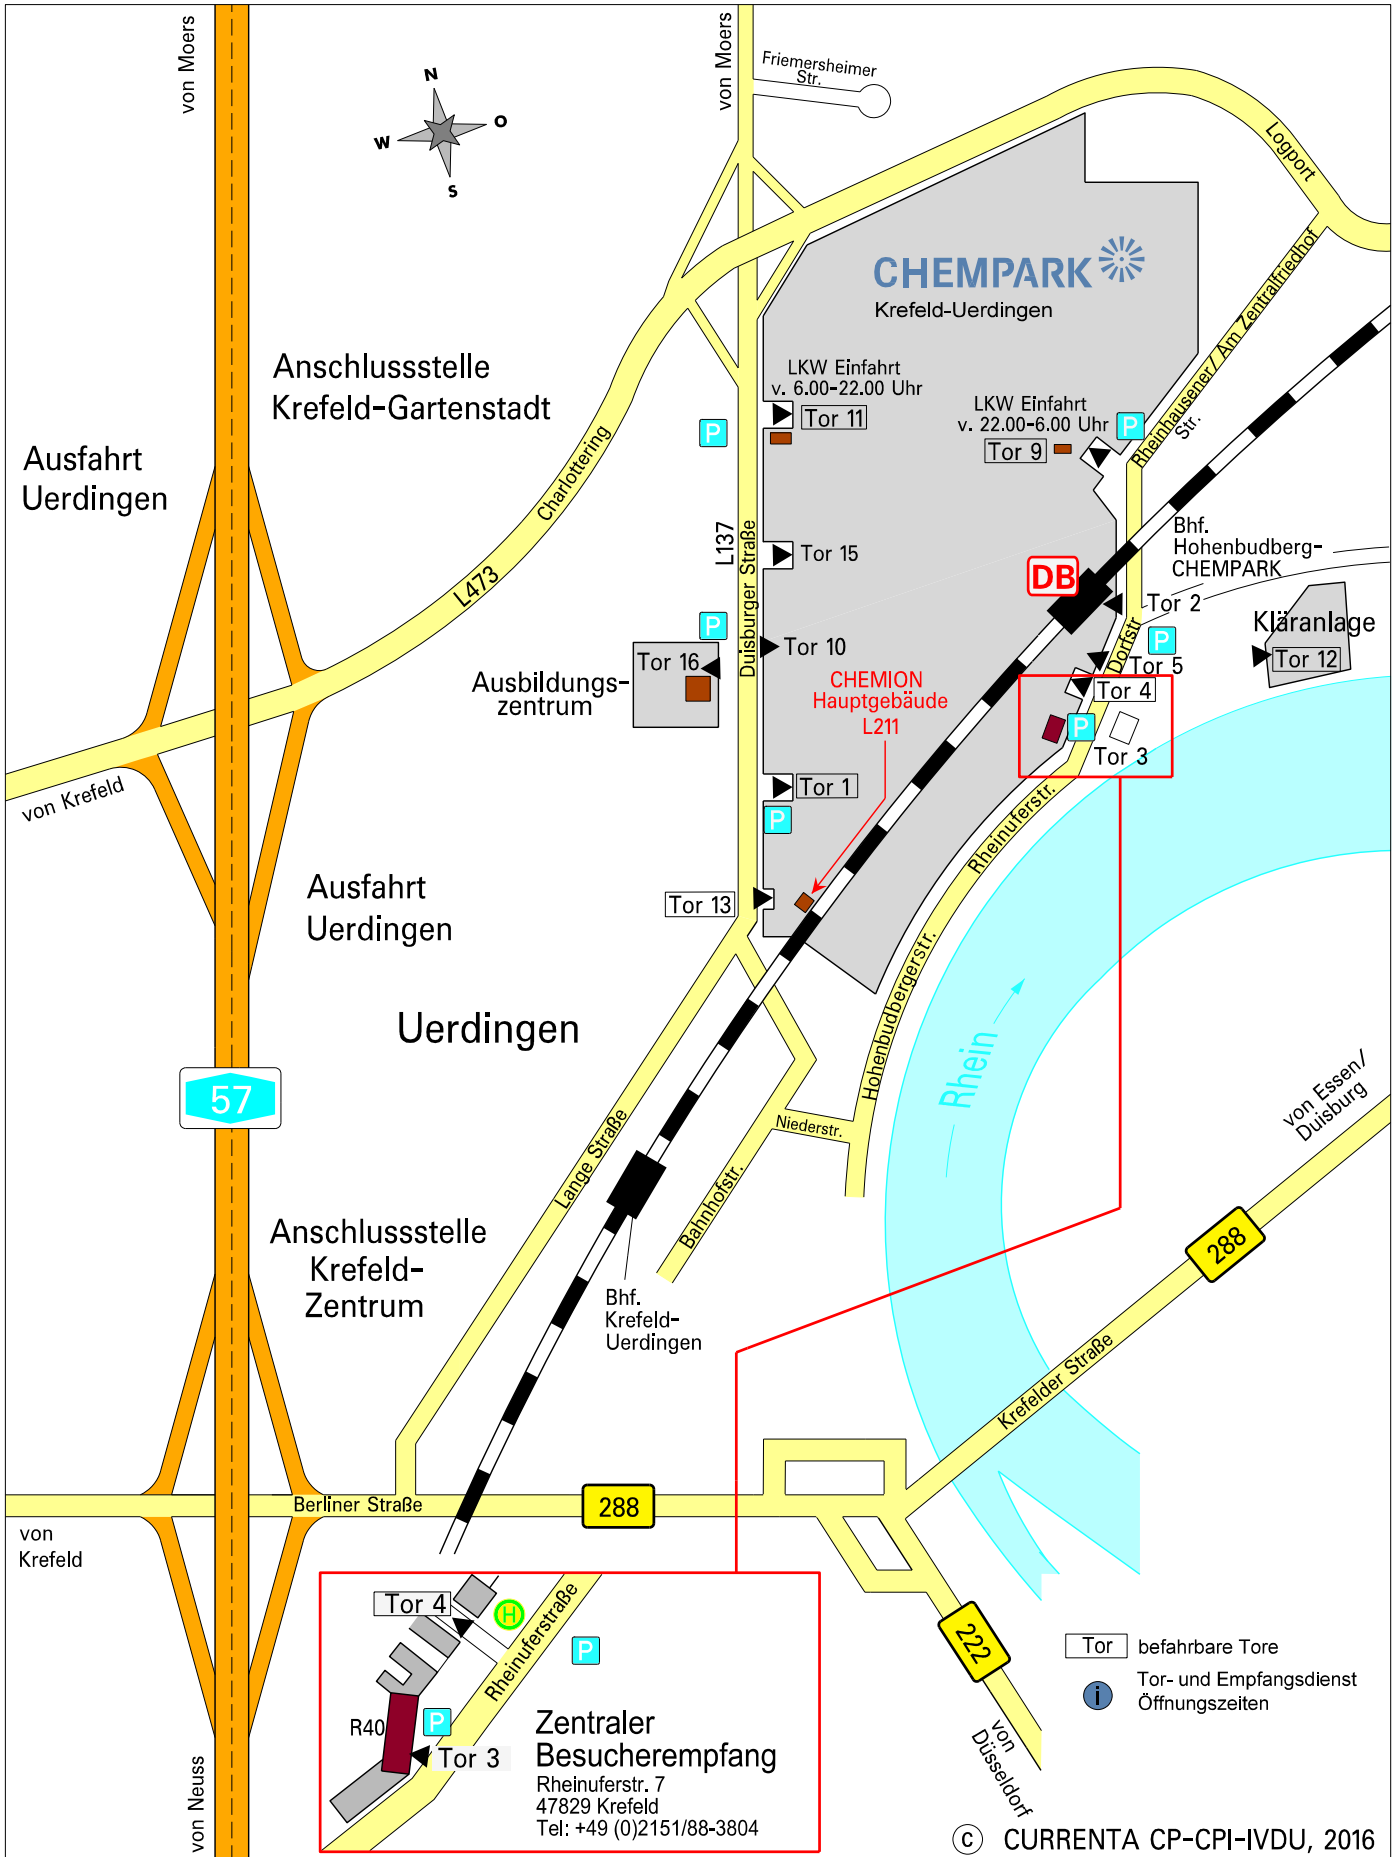 von Moers
von Moers
Friemersheimer
Str.
N
W
O
S
Logport
CHEMPARK
Krefeld-Uerdingen
Rheinhausener/ Am Zentralfriedhof
Str.
Anschlussstelle
Krefeld-Gartenstadt
LKW Einfahrt
v. 6.00-22.00 Uhr
Tor 11
P
LKW Einfahrt
v. 22.00-6.00 Uhr
Tor 9
P
Ausfahrt
Uerdingen
Charlottering
L473
L137
Duisburger Straße
Tor 15
Bhf.
Hohenbudberg-
CHEMPARK
DB
Tor 2
P
Tor 10
Tor 16
Ausbildungs-
zentrum
Dorfstr
P
Tor 5
Kläranlage
Tor 12
CHEMION
Hauptgebäude
L211
Tor 4
P
Tor 3
von Krefeld
Tor 1
P
Rheinuferstr.
Ausfahrt
Uerdingen
Tor 13
Hohenbudbergerstr.
Uerdingen
Rhein
57
von Essen/
Duisburg
Niederstr.
Lange Straße
Bahnhofstr.
Anschlussstelle
Krefeld-
Zentrum
288
Bhf.
Krefeld-
Uerdingen
Krefelder Straße
Berliner Straße
288
von
Krefeld
222
von
Düsseldorf
von Neuss
Tor 4
H
Rheinuferstraße
P
R40
P
Tor 3
Zentraler
Besucherempfang
Rheinuferstr. 7
47829 Krefeld
Tel: +49 (0)2151/88-3804
Tor befahrbare Tore
i Tor- und Empfangsdienst
Öffnungszeiten
© CURRENTA CP-CPI-IVDU, 2016